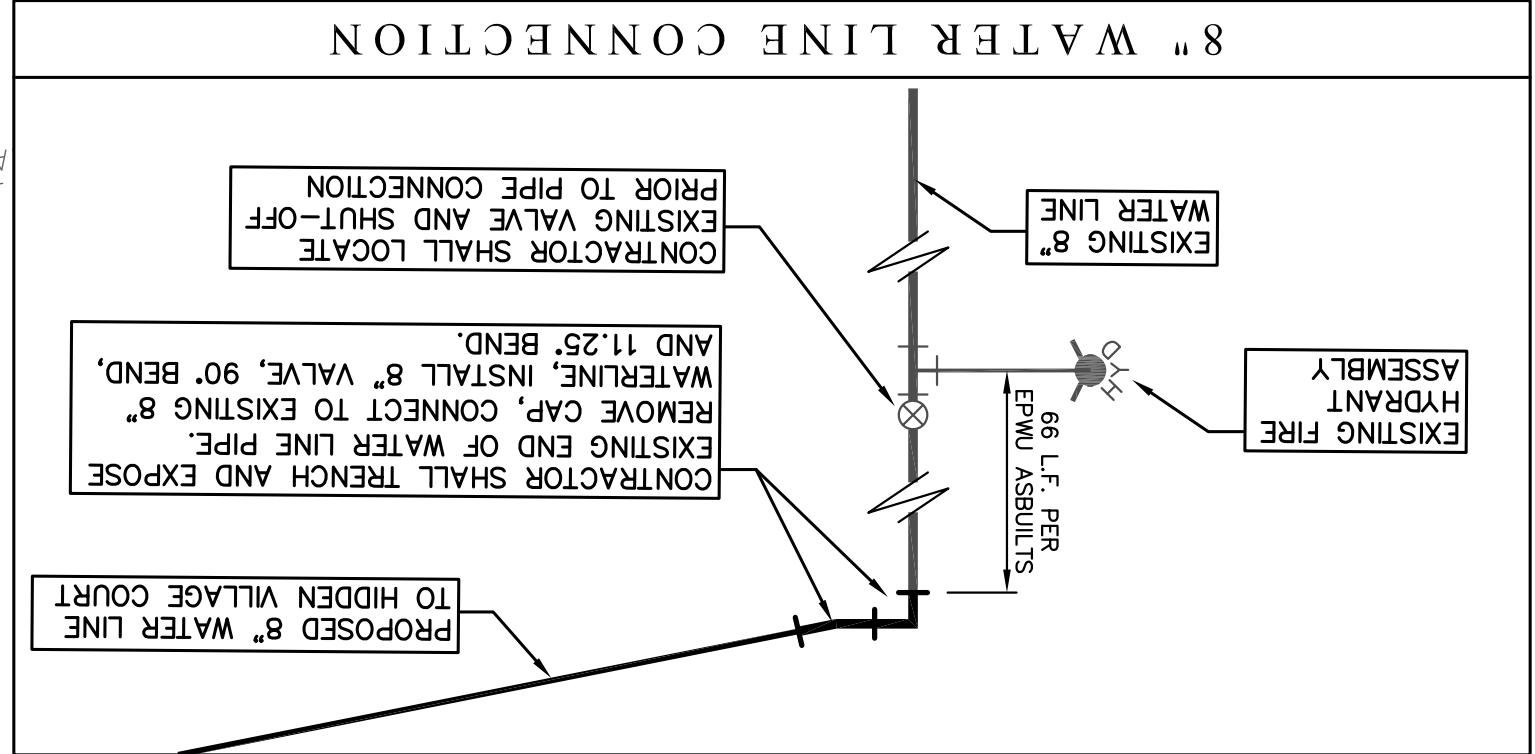 PROPOSED 8" WATER LINE
TO HIDDEN VILLAGE COURT
CONTRACTOR SHALL TRENCH AND EXPOSE
EXISTING END OF WATER LINE PIPE.
REMOVE CAP, CONNECT TO EXISTING 8"
WATERLINE, INSTALL 8" VALVE, 90° BEND,
AND 11.25° BEND.
66 L.F. PER
EPWU ASBUILTS
EXISTING FIRE
HYDRANT
ASSEMBLY
HYD
CONTRACTOR SHALL LOCATE
EXISTING VALVE AND SHUT-OFF
PRIOR TO PIPE CONNECTION
EXISTING 8"
WATER LINE
8" WATER LINE CONNECTION